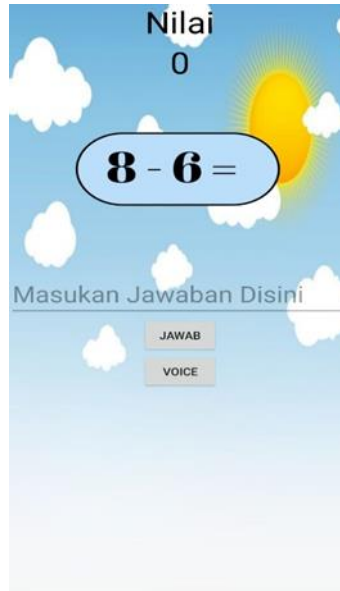 Nilai
0
8 - 6 =
Masukan Jawaban Disini
JAWAB
VOICE